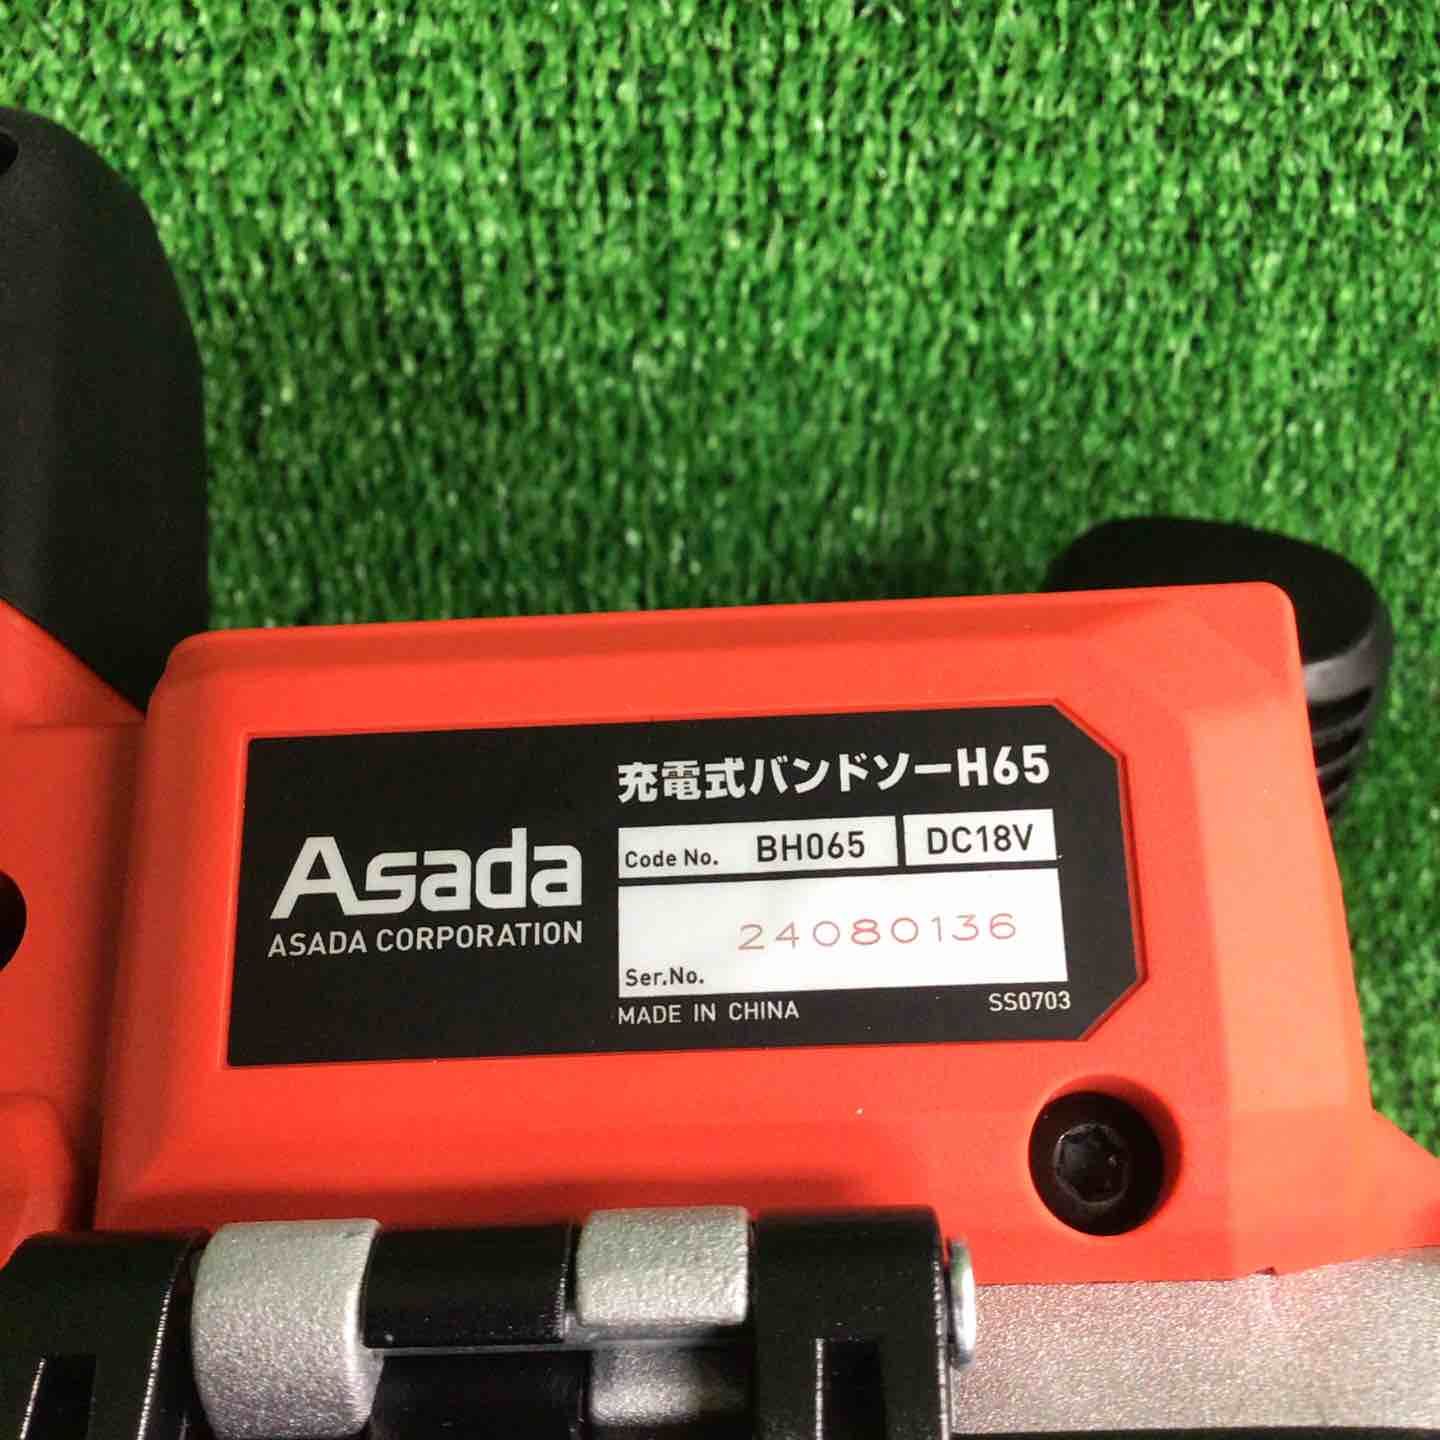 Asada
ASADA CORPORATION
充電式バンドソーH65
Code No. BH065 DC18V
24080136
Ser.No.
MADE IN CHINA SS0703